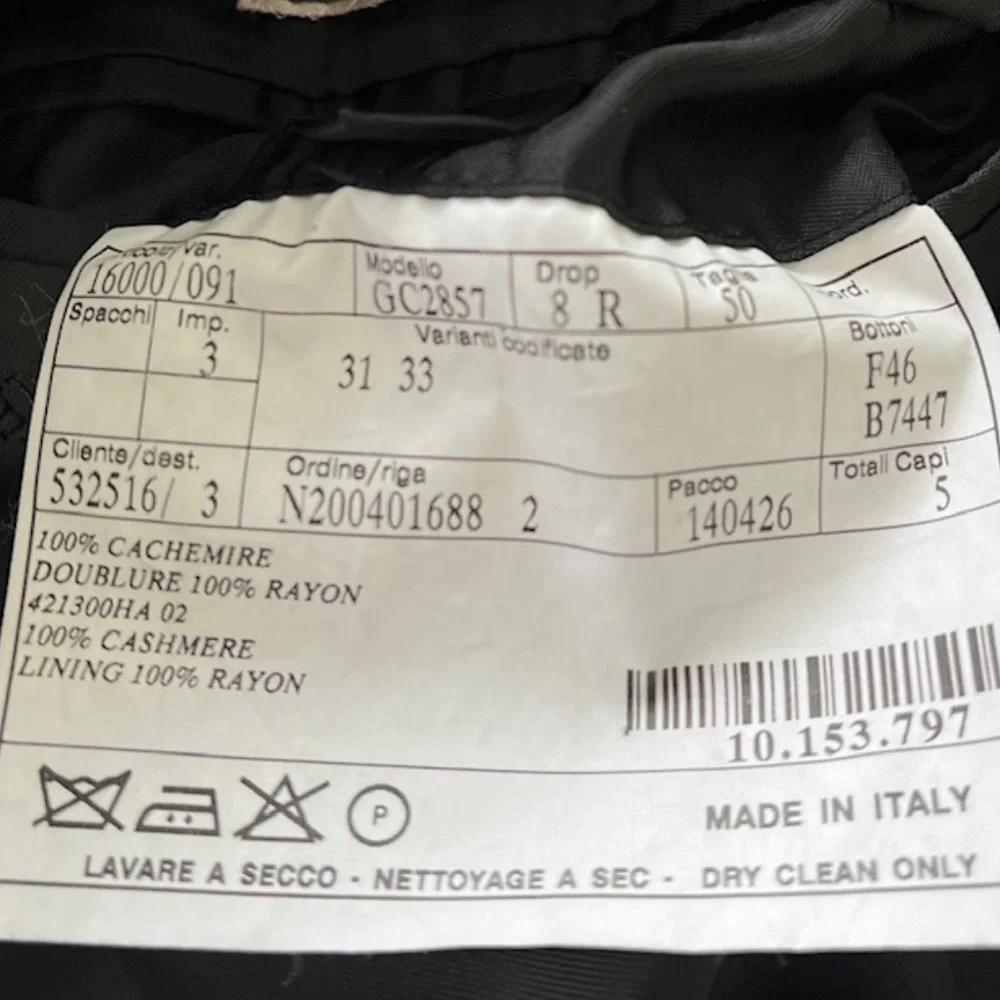 var.
16000/091
Modello
GC2857
Drop
8 R
Taglia
50
ord.
Spacchi
Imp.
3
Varianti codificate
31 33
Bottoni
F46
B7447
Cliente/dest.
532516/ 3
Ordine/riga
N200401688 2
Pacco
140426
Totali Capi
5
100% CACHEMIRE
DOUBLURE 100% RAYON
421300HA 02
100% CASHMERE
LINING 100% RAYON
10.153.797
P
MADE IN ITALY
LAVARE A SECCO - NETTOYAGE A SEC - DRY CLEAN ONLY